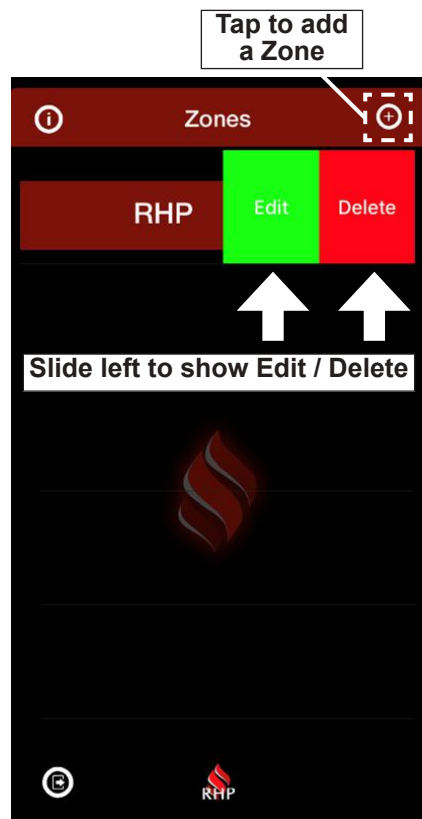 Tap to add
a Zone
Zones
RHP
Edit
Delete
Slide left to show Edit / Delete
RHP